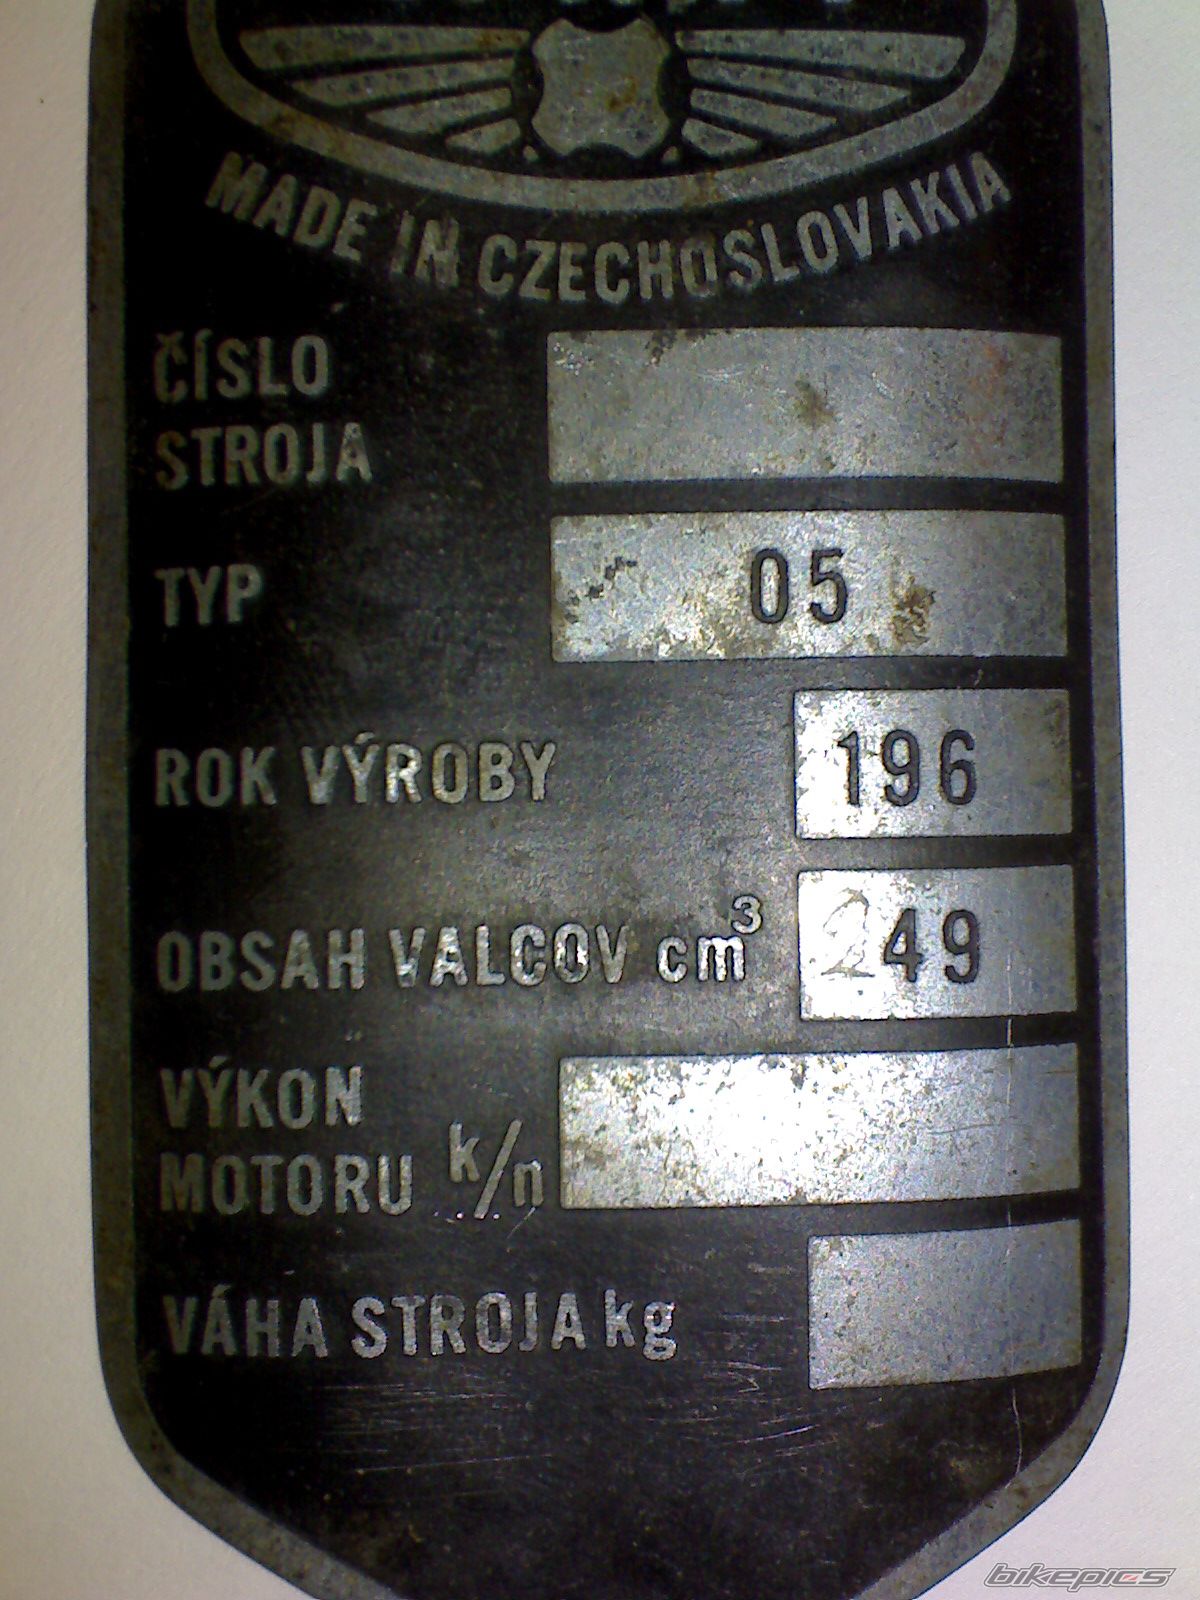 MADE IN CZECHOSLOVAKIA
ČÍSLO
STROJA
TYP 05
ROK VÝROBY 196
OBSAH VALCOV cm³ 249
VÝKON
MOTORU k/n
VÁHA STROJA kg
bikepics